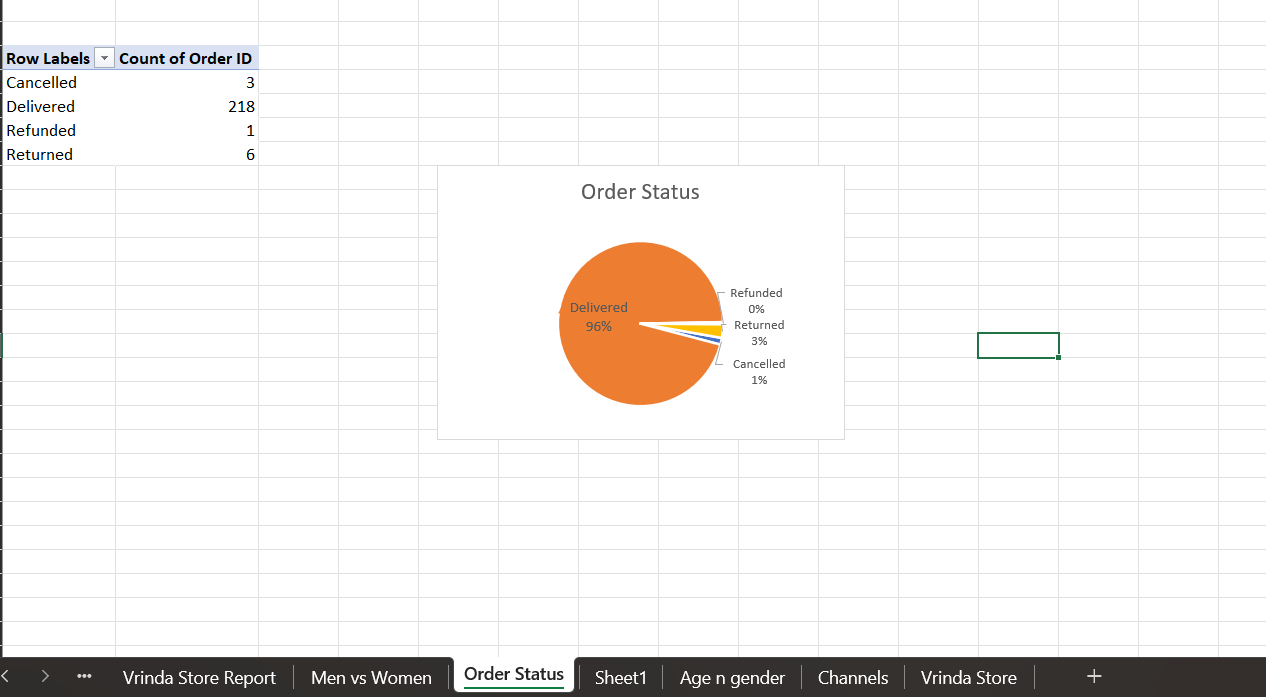 Row Labels Count of Order ID
Cancelled 3
Delivered 218
Refunded 1
Returned 6
Order Status
Delivered
96%
Refunded
0%
Returned
3%
Cancelled
1%
Vrinda Store Report Men vs Women Order Status Sheet1 Age n gender Channels Vrinda Store